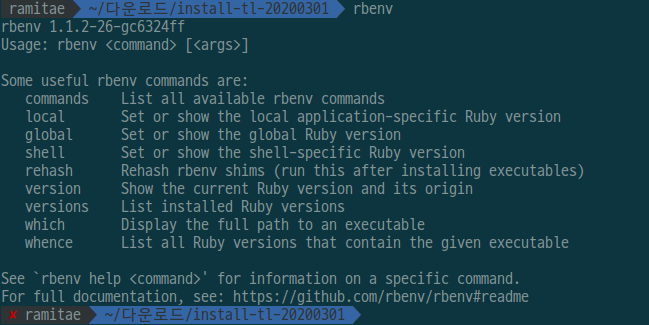 ramitae ~/다운로드/install-tl-20200301 rbenv
rbenv 1.1.2-26-gc6324ff
Usage: rbenv <command> [<args>]
Some useful rbenv commands are:
commands List all available rbenv commands
local Set or show the local application-specific Ruby version
global Set or show the global Ruby version
shell Set or show the shell-specific Ruby version
rehash Rehash rbenv shims (run this after installing executables)
version Show the current Ruby version and its origin
versions List installed Ruby versions
which Display the full path to an executable
whence List all Ruby versions that contain the given executable
See `rbenv help <command>' for information on a specific command.
For full documentation, see: https://github.com/rbenv/rbenv#readme
✘ ramitae ~/다운로드/install-tl-20200301